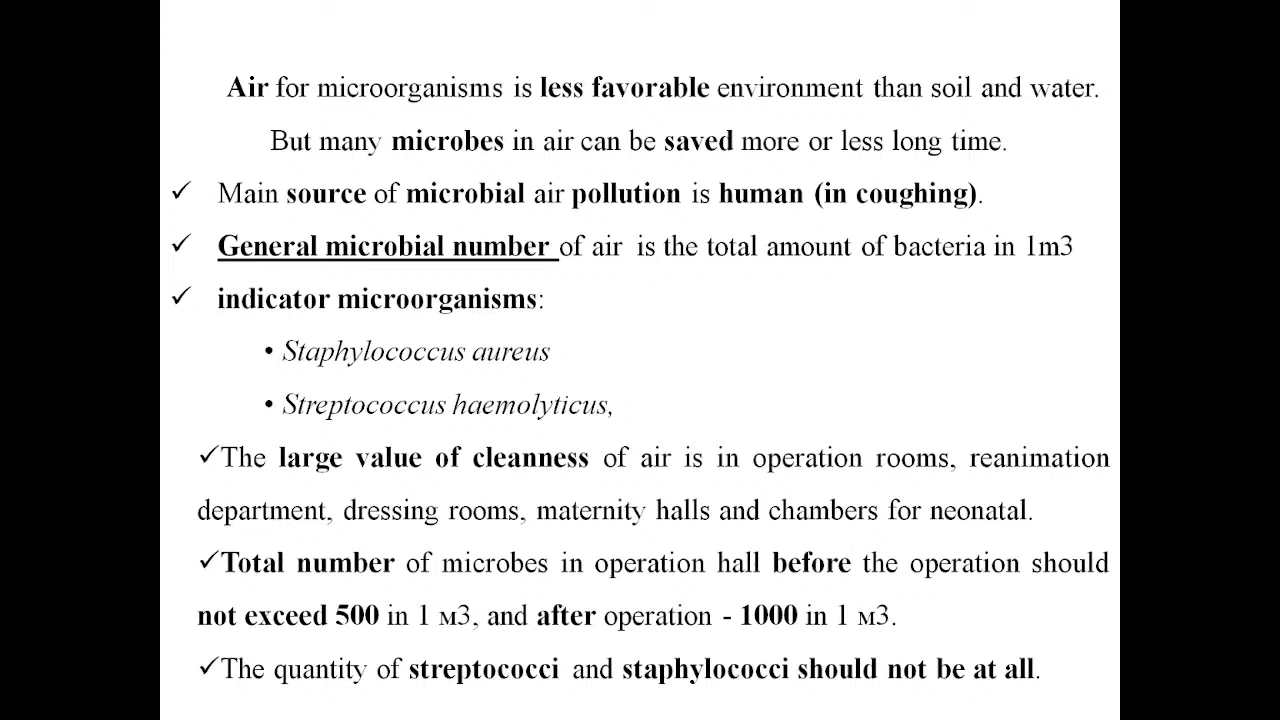 Air for microorganisms is less favorable environment than soil and water.
But many microbes in air can be saved more or less long time.
✓ Main source of microbial air pollution is human (in coughing).
✓ General microbial number of air is the total amount of bacteria in 1m3
✓ indicator microorganisms:
• Staphylococcus aureus
• Streptococcus haemolyticus,
✓The large value of cleanness of air is in operation rooms, reanimation
department, dressing rooms, maternity halls and chambers for neonatal.
✓Total number of microbes in operation hall before the operation should
not exceed 500 in 1 м3, and after operation - 1000 in 1 м3.
✓The quantity of streptococci and staphylococci should not be at all.